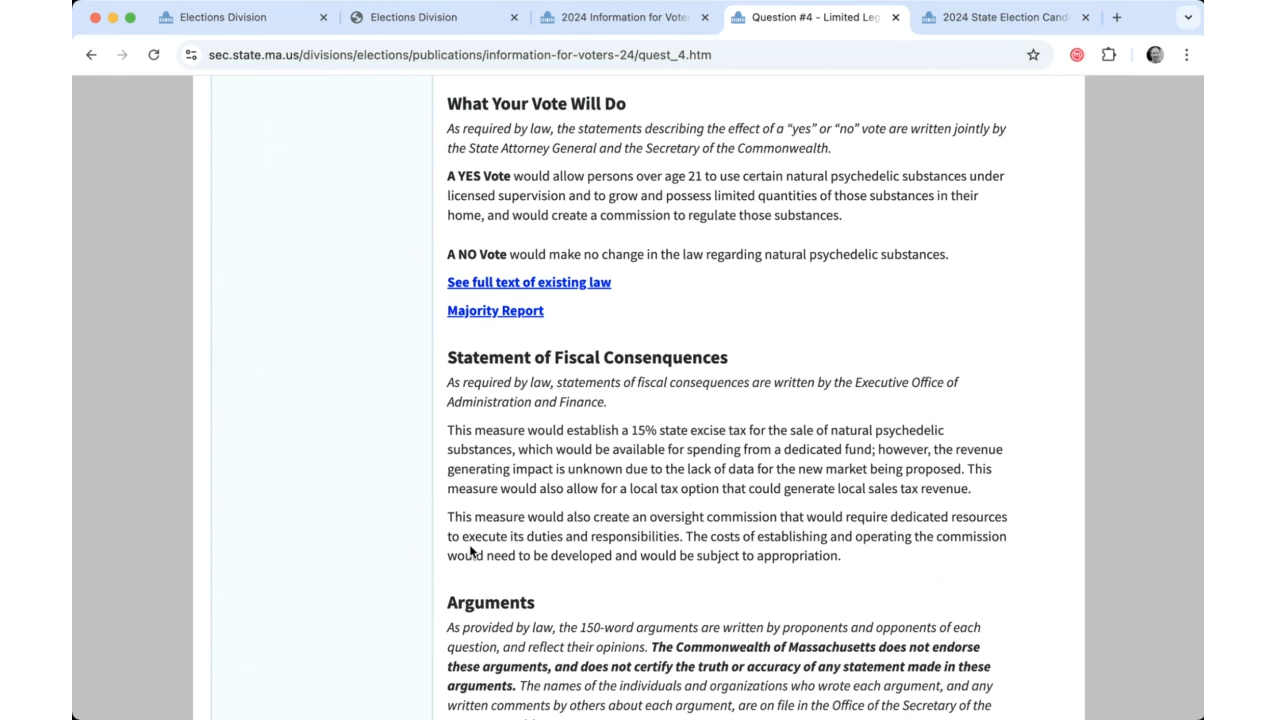 Elections Division
Elections Division
2024 Information for Vote
Question #4 - Limited Leg
2024 State Election Cand
sec.state.ma.us/divisions/elections/publications/information-for-voters-24/quest_4.htm
What Your Vote Will Do
As required by law, the statements describing the effect of a “yes” or “no” vote are written jointly by
the State Attorney General and the Secretary of the Commonwealth.
A YES Vote would allow persons over age 21 to use certain natural psychedelic substances under
licensed supervision and to grow and possess limited quantities of those substances in their
home, and would create a commission to regulate those substances.
A NO Vote would make no change in the law regarding natural psychedelic substances.
See full text of existing law
Majority Report
Statement of Fiscal Consenquences
As required by law, statements of fiscal consequences are written by the Executive Office of
Administration and Finance.
This measure would establish a 15% state excise tax for the sale of natural psychedelic
substances, which would be available for spending from a dedicated fund; however, the revenue
generating impact is unknown due to the lack of data for the new market being proposed. This
measure would also allow for a local tax option that could generate local sales tax revenue.
This measure would also create an oversight commission that would require dedicated resources
to execute its duties and responsibilities. The costs of establishing and operating the commission
would need to be developed and would be subject to appropriation.
Arguments
As provided by law, the 150-word arguments are written by proponents and opponents of each
question, and reflect their opinions. The Commonwealth of Massachusetts does not endorse
these arguments, and does not certify the truth or accuracy of any statement made in these
arguments. The names of the individuals and organizations who wrote each argument, and any
written comments by others about each argument, are on file in the Office of the Secretary of the